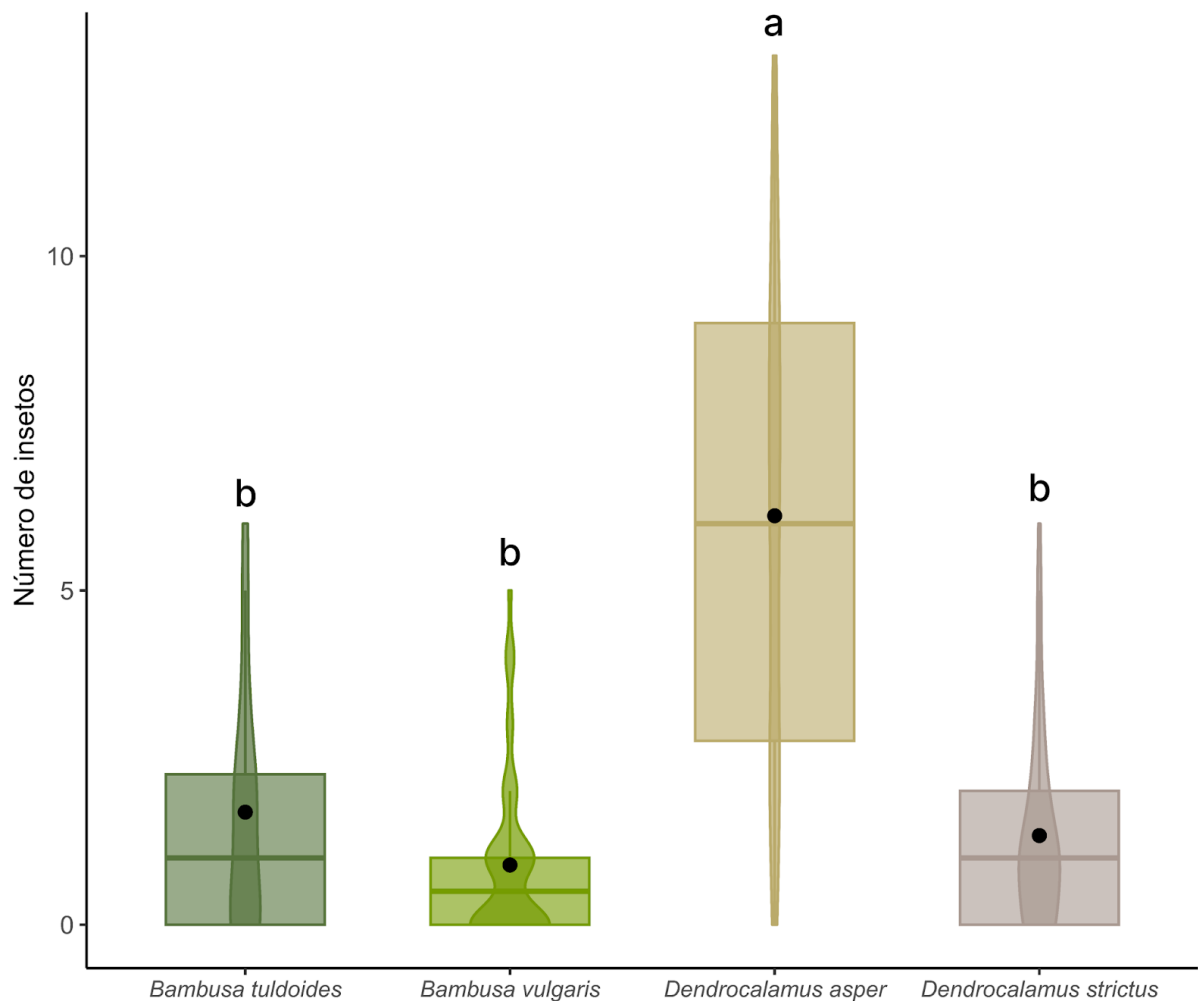 a
10
Número de insetos
b
b
b
5
0
Bambusa tuldoides
Bambusa vulgaris
Dendrocalamus asper
Dendrocalamus strictus